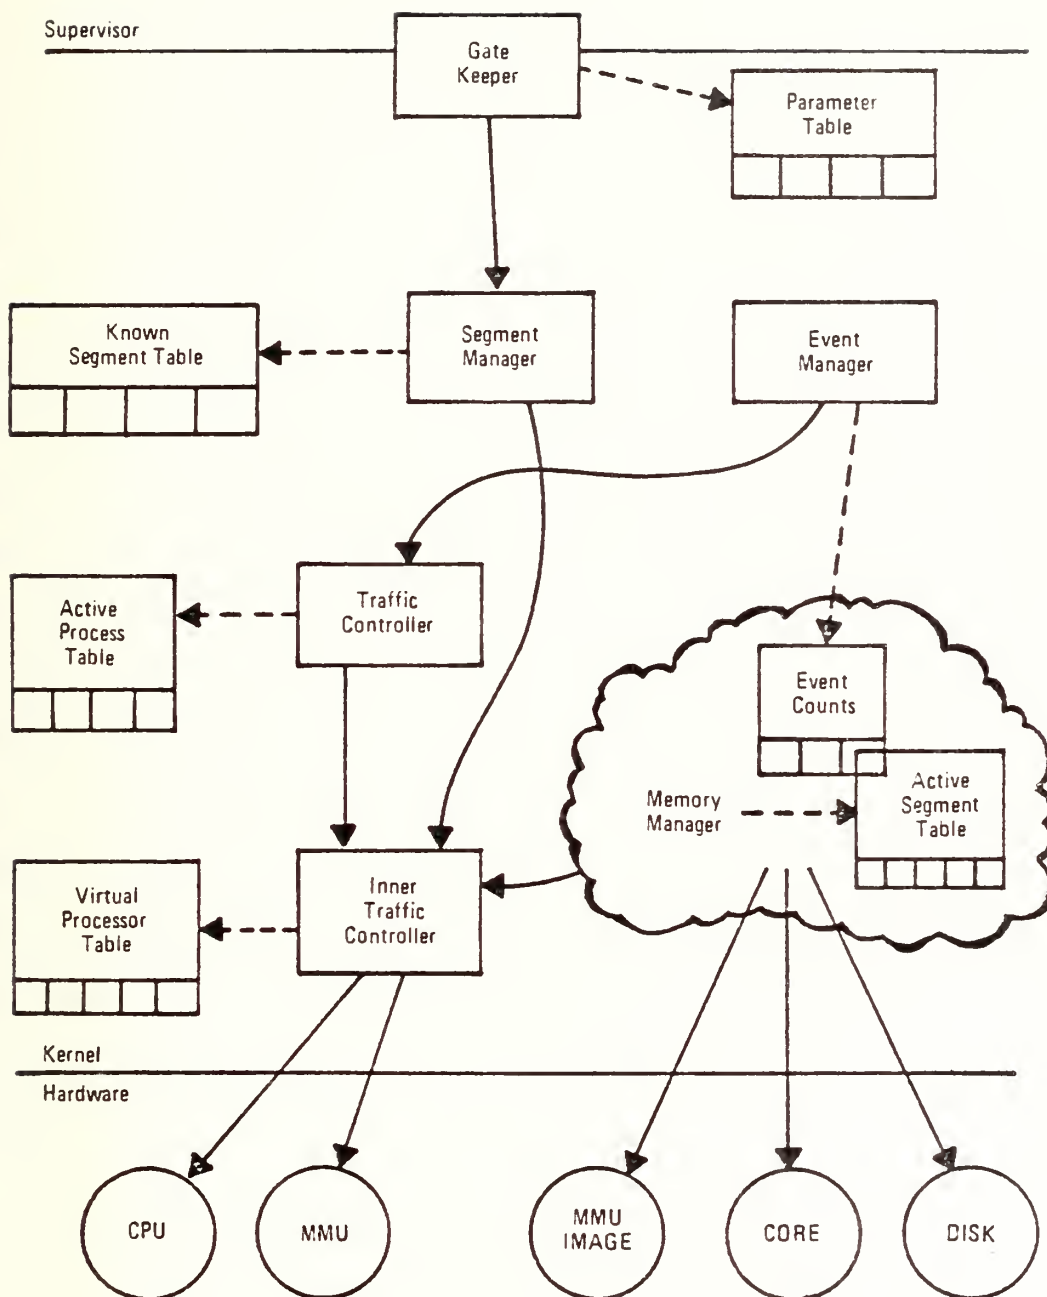 Supervisor
Gate
Keeper
Parameter
Table
Known
Segment Table
Segment
Manager
Event
Manager
Active
Process
Table
Traffic
Controller
Event
Counts
Memory
Manager
Active
Segment
Table
Virtual
Processor
Table
Inner
Traffic
Controller
Kernel
Hardware
CPU
MMU
MMU
IMAGE
CORE
DISK